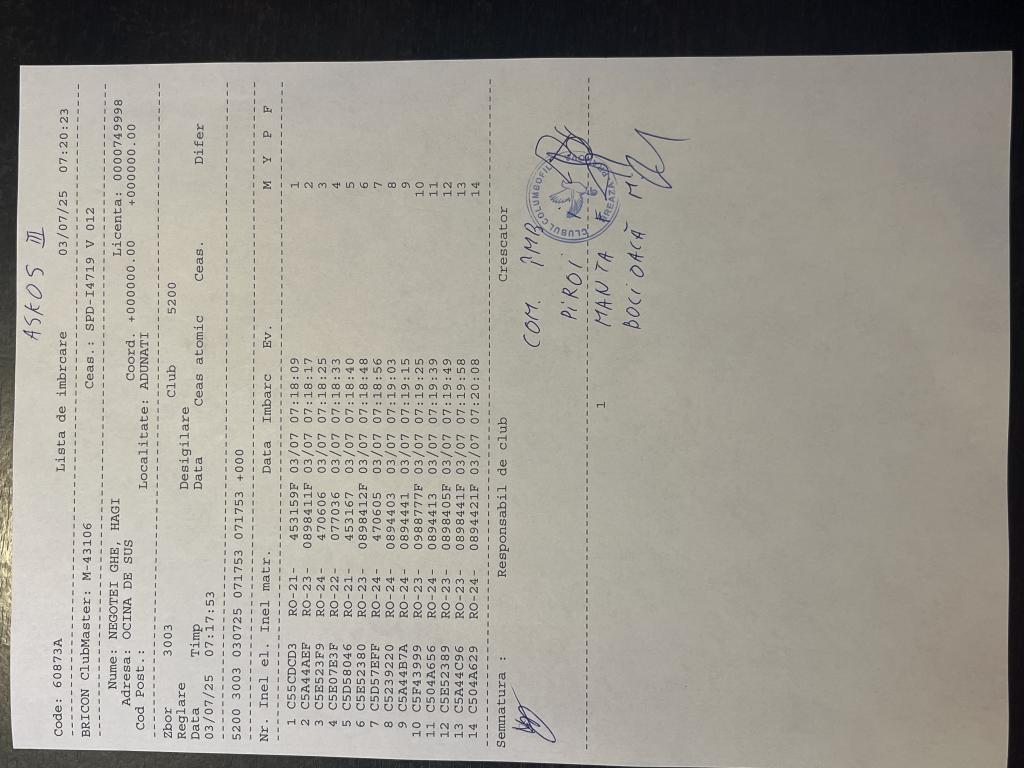 ASKOS III
Code: 60873A Lista de imbrcare 03/07/25 07:20:23
BRICON ClubMaster: M-43106 Ceas.: SPD-I4719 V 012
Nume: NEGOTEI GHE, HAGI Licenta: 0000749998
Adresa: OCINA DE SUS Coord. +000000.00 +000000.00
Cod Post.: Localitate: ADUNATI
Zbor 3003 Club 5200
Reglare Desigilare
Data Timp Data Ceas atomic Ceas. Difer
03/07/25 07:17:53
5200 3003 030725 071753 071753 +000
Nr. Inel el. Inel matr. Data Imbarc Ev. M Y P F
1 C55CDCD3 RO-21- 453159F 03/07 07:18:09 1
2 C5A44AEF RO-23- 0898411F 03/07 07:18:17 2
3 C5E523F9 RO-24- 470606 03/07 07:18:25 3
4 C5E07E3F RO-22- 077036 03/07 07:18:33 4
5 C5D58046 RO-21- 453167 03/07 07:18:40 5
6 C5E52380 RO-23- 0898412F 03/07 07:18:48 6
7 C5D57EFF RO-24- 470605 03/07 07:18:56 7
8 C5239220 RO-24- 0894403 03/07 07:19:03 8
9 C5A44B7A RO-24- 0894441 03/07 07:19:15 9
10 C5F43999 RO-23- 0988777F 03/07 07:19:25 10
11 C504A656 RO-24- 0894413 03/07 07:19:39 11
12 C5E52389 RO-23- 0898405F 03/07 07:19:49 12
13 C5A44C96 RO-23- 0898441F 03/07 07:19:58 13
14 C504A629 RO-24- 0894421F 03/07 07:20:08 14
Semnatura : Responsabil de club Crescator
COM. IMB
PIROI
MANTA F
BOCIOACĂ M
CLUBUL COLUMBOFIL
BREAZA
1